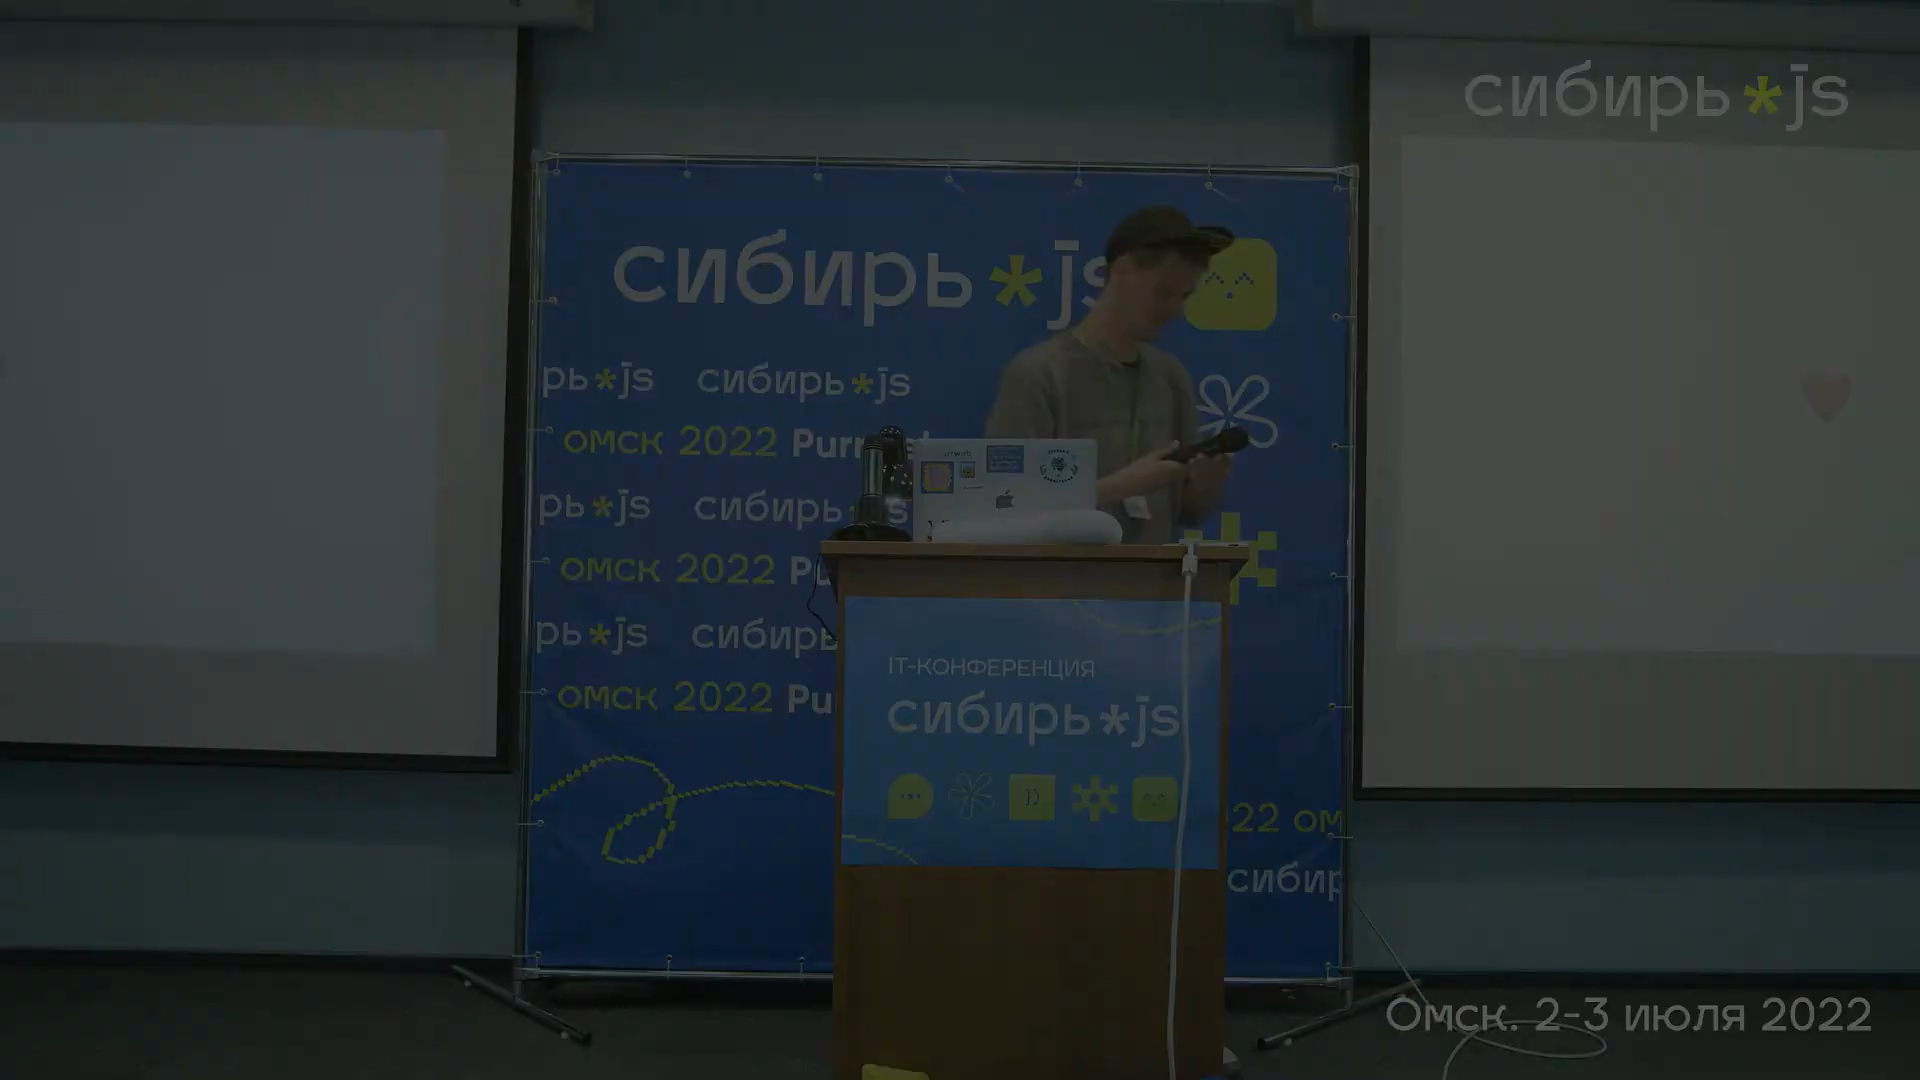 сибирь*js
сибирь*js
рь*js сибирь*js
омск 2022
рь*js сибирь
омск 2022
рь*js сибирь
омск 2022
IT-КОНФЕРЕНЦИЯ
сибирь*js
22 ом
сибир
Омск. 2-3 июля 2022